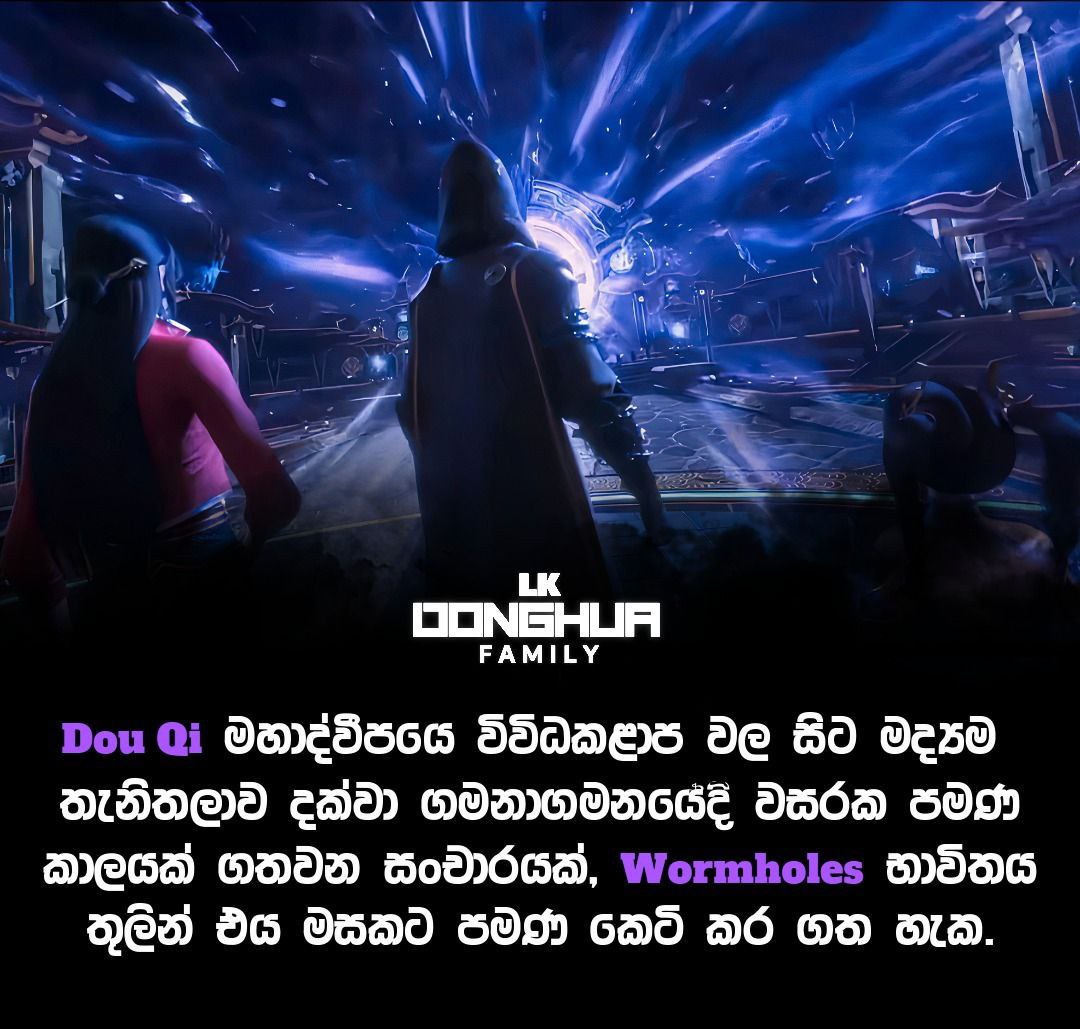 LK
DONGHUA
FAMILY
Dou Qi මහාද්වීපයෙ විවිධකළාප වල සිට මද්‍යම
තැනිතලාව දක්වා ගමනාගමනයේදි වසරක පමණ
කාලයක් ගතවන සංචාරයක්, Wormholes භාවිතය
තුලින් එය මසකට පමණ කෙටි කර ගත හැක.